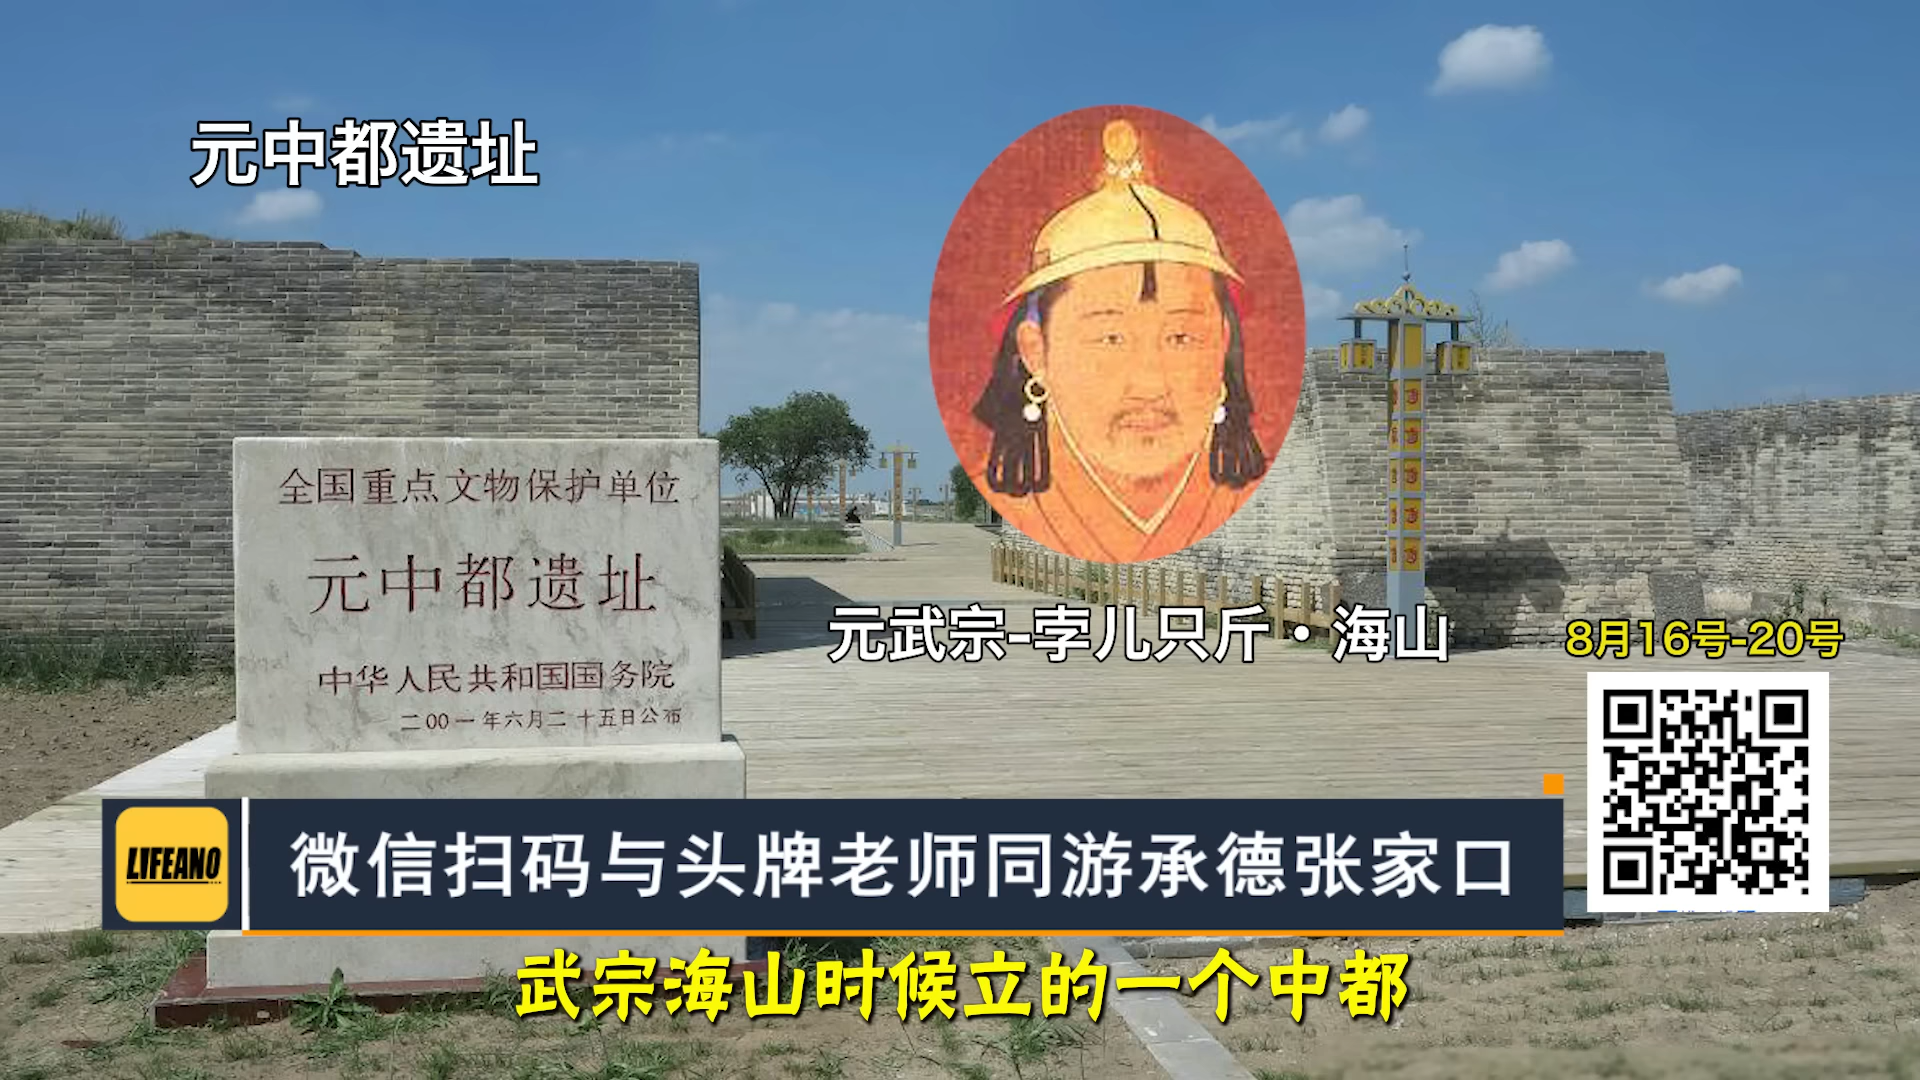 元中都遗址
全国重点文物保护单位
元中都遗址
中华人民共和国国务院
二00一年六月二十五日公布
元武宗-孛儿只斤·海山
8月16号-20号
LIFEANO
微信扫码与头牌老师同游承德张家口
武宗海山时候立的一个中都